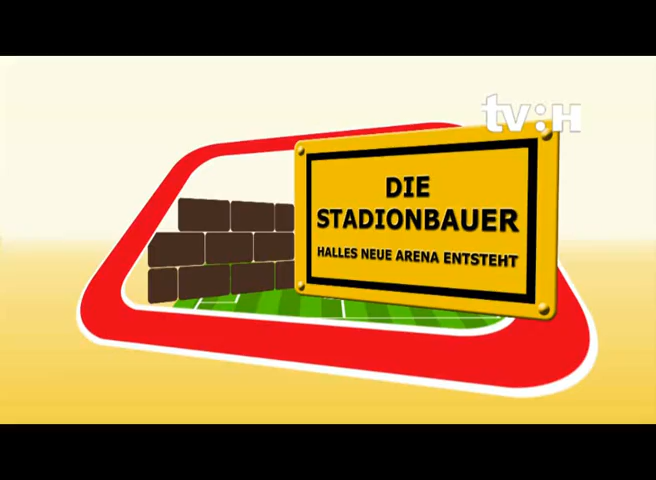 tv:H
DIE
STADIONBAUER
HALLES NEUE ARENA ENTSTEHT